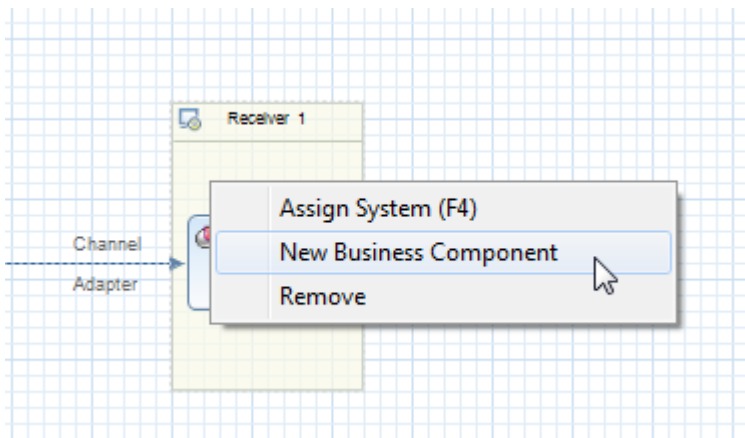 Receiver 1
Assign System (F4)
Channel
New Business Component
Adapter
Remove